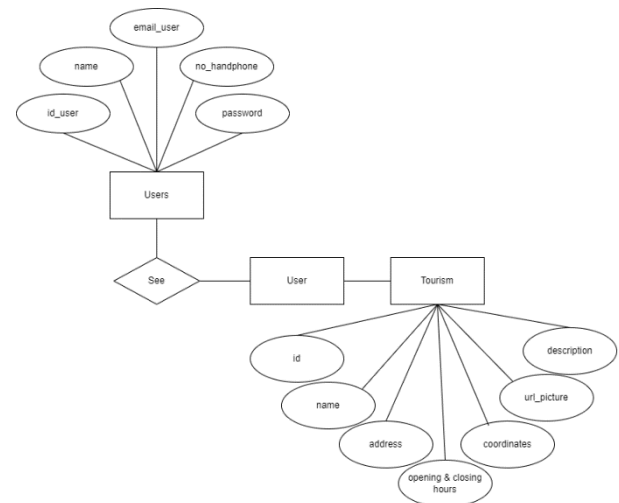 email_user
name
no_handphone
id_user
password
Users
See
User
Tourism
id
description
name
url_picture
address
coordinates
opening & closing
hours